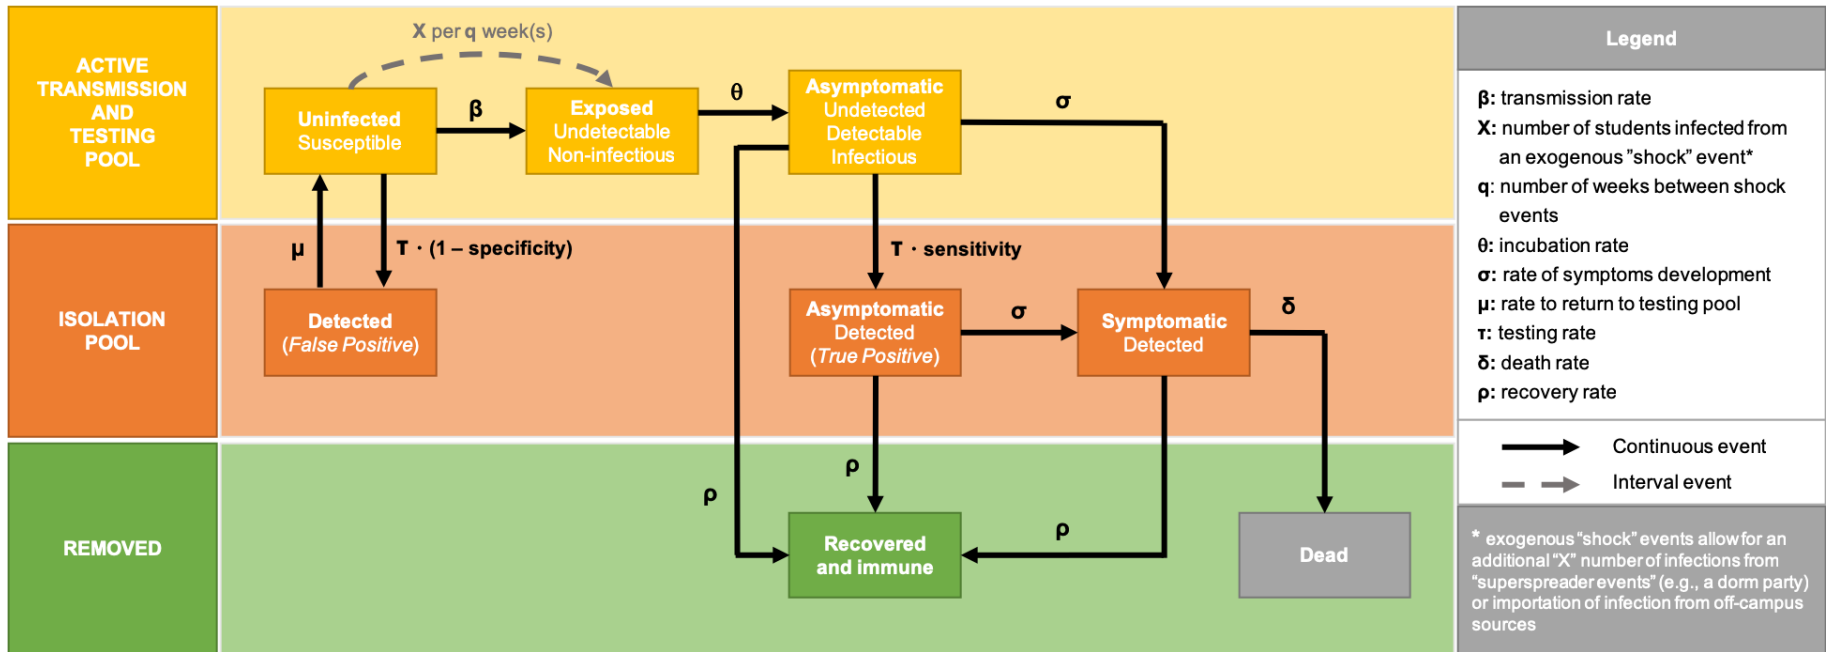 ACTIVE
TRANSMISSION
AND
TESTING
POOL
X per q week(s)
Uninfected
Susceptible
β
Exposed
Undetectable
Non-infectious
θ
Asymptomatic
Undetected
Detectable
Infectious
σ
ISOLATION
POOL
μ
τ · (1 – specificity)
τ · sensitivity
Detected
(False Positive)
Asymptomatic
Detected
(True Positive)
σ
Symptomatic
Detected
δ
REMOVED
ρ
ρ
ρ
Recovered
and immune
Dead
Legend
β: transmission rate
X: number of students infected from
an exogenous ”shock” event*
q: number of weeks between shock
events
θ: incubation rate
σ: rate of symptoms development
μ: rate to return to testing pool
τ: testing rate
δ: death rate
ρ: recovery rate
Continuous event
Interval event
* exogenous “shock” events allow for an
additional “X” number of infections from
“superspreader events” (e.g., a dorm party)
or importation of infection from off-campus
sources